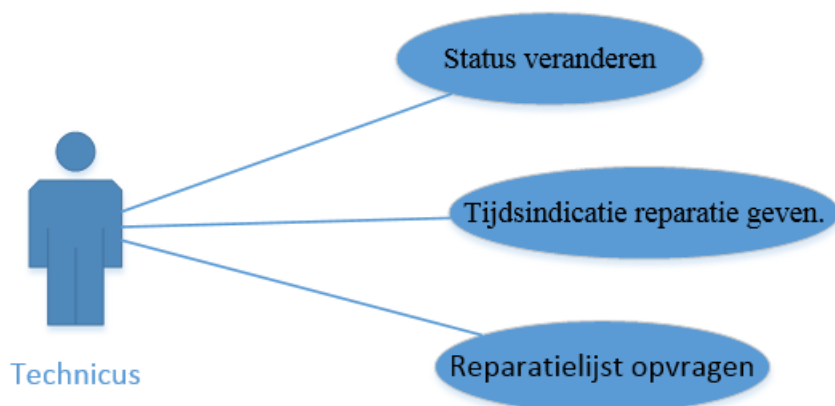 Status veranderen
Tijdsindicatie reparatie geven.
Reparatielijst opvragen
Technicus